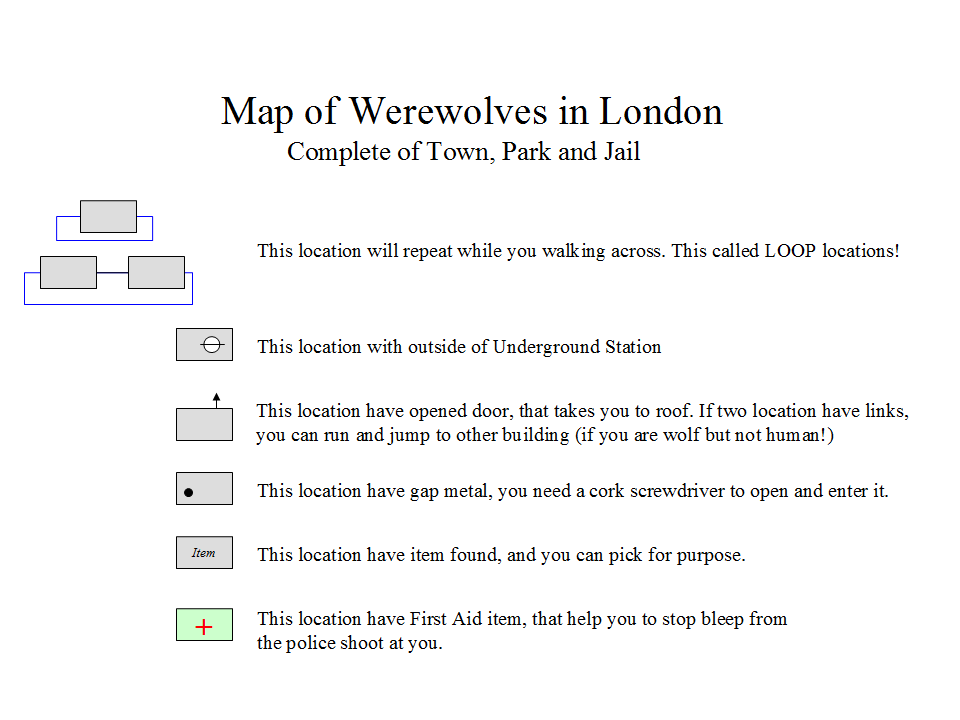 Map of Werewolves in London
Complete of Town, Park and Jail
This location will repeat while you walking across. This called LOOP locations!
This location with outside of Underground Station
This location have opened door, that takes you to roof. If two location have links,
you can run and jump to other building (if you are wolf but not human!)
This location have gap metal, you need a cork screwdriver to open and enter it.
Item
This location have item found, and you can pick for purpose.
This location have First Aid item, that help you to stop bleep from
the police shoot at you.